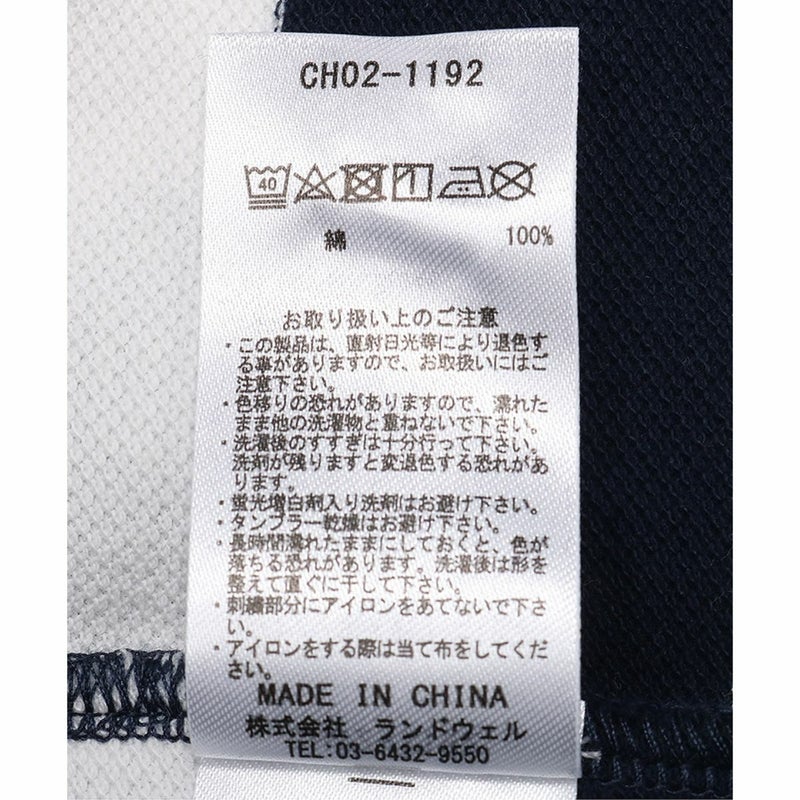 CH02-1192
40
綿 100%
お取り扱い上のご注意
・この製品は、直射日光等により退色す
る事がありますので、お取扱いにはご
注意下さい。
・色移りの恐れがありますので、濡れた
まま他の洗濯物と重ねないで下さい。
・洗濯後のすすぎは十分行って下さい。
洗剤が残りますと変退色する恐れがあ
ります。
・蛍光増白剤入り洗剤はお避け下さい。
・タンブラー乾燥はお避け下さい。
・長時間濡れたままにしておくと、色が
落ちる恐れがあります。洗濯後は形を
整えて直ぐに干して下さい。
・刺繍部分にアイロンをあてないで下さ
い。
・アイロンをする際は当て布をしてくだ
さい。
MADE IN CHINA
株式会社 ランドウェル
TEL:03-6432-9550